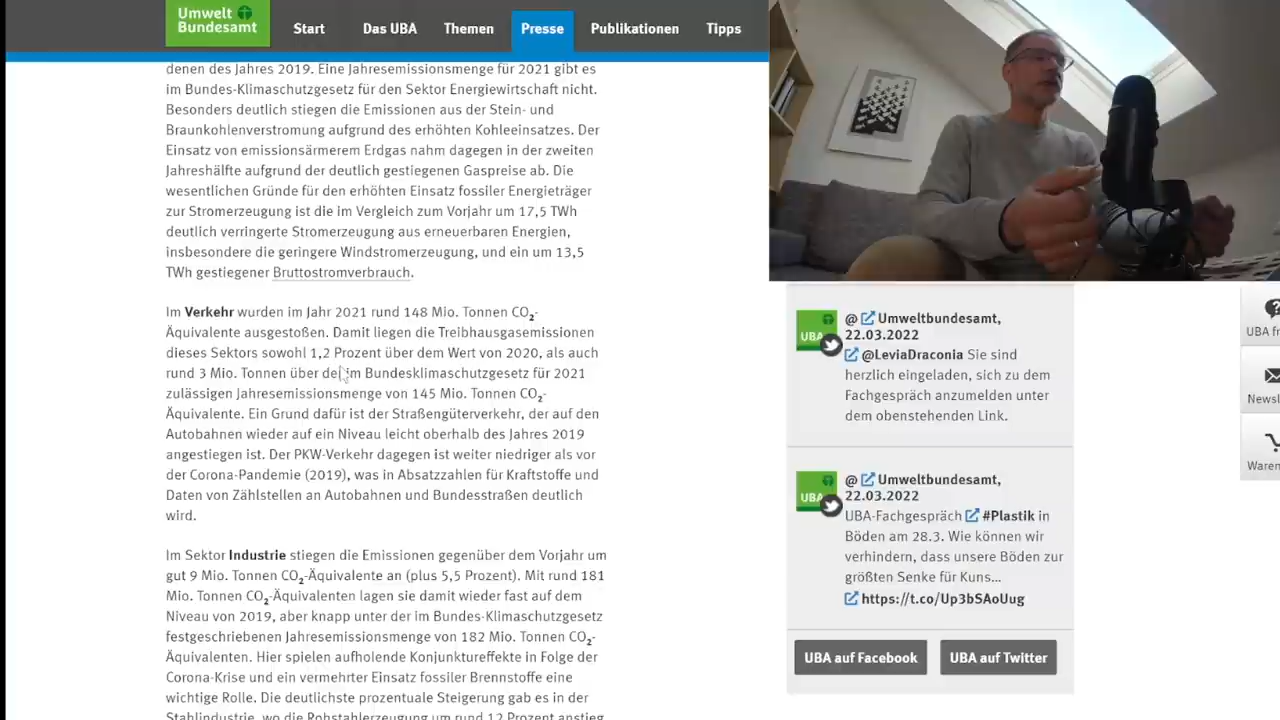 Umwelt
Bundesamt
Start
Das UBA
Themen
Presse
Publikationen
Tipps
denen des Jahres 2019. Eine Jahresemissionsmenge für 2021 gibt es
im Bundes-Klimaschutzgesetz für den Sektor Energiewirtschaft nicht.
Besonders deutlich stiegen die Emissionen aus der Stein- und
Braunkohlenverstromung aufgrund des erhöhten Kohleeinsatzes. Der
Einsatz von emissionsärmerem Erdgas nahm dagegen in der zweiten
Jahreshälfte aufgrund der deutlich gestiegenen Gaspreise ab. Die
wesentlichen Gründe für den erhöhten Einsatz fossiler Energieträger
zur Stromerzeugung ist die im Vergleich zum Vorjahr um 17,5 TWh
deutlich verringerte Stromerzeugung aus erneuerbaren Energien,
insbesondere die geringere Windstromerzeugung, und ein um 13,5
TWh gestiegener Bruttostromverbrauch.
Im Verkehr wurden im Jahr 2021 rund 148 Mio. Tonnen CO₂-
Äquivalente ausgestoßen. Damit liegen die Treibhausgasemissionen
dieses Sektors sowohl 1,2 Prozent über dem Wert von 2020, als auch
rund 3 Mio. Tonnen über der im Bundesklimaschutzgesetz für 2021
zulässigen Jahresemissionsmenge von 145 Mio. Tonnen CO₂-
Äquivalente. Ein Grund dafür ist der Straßengüterverkehr, der auf den
Autobahnen wieder auf ein Niveau leicht oberhalb des Jahres 2019
angestiegen ist. Der PKW-Verkehr dagegen ist weiter niedriger als vor
der Corona-Pandemie (2019), was in Absatzzahlen für Kraftstoffe und
Daten von Zählstellen an Autobahnen und Bundesstraßen deutlich
wird.
Im Sektor Industrie stiegen die Emissionen gegenüber dem Vorjahr um
gut 9 Mio. Tonnen CO₂-Äquivalente an (plus 5,5 Prozent). Mit rund 181
Mio. Tonnen CO₂-Äquivalenten lagen sie damit wieder fast auf dem
Niveau von 2019, aber knapp unter der im Bundes-Klimaschutzgesetz
festgeschriebenen Jahresemissionsmenge von 182 Mio. Tonnen CO₂-
Äquivalenten. Hier spielen aufholende Konjunktureffekte in Folge der
Corona-Krise und ein vermehrter Einsatz fossiler Brennstoffe eine
wichtige Rolle. Die deutlichste prozentuale Steigerung gab es in der
Stahlindustrie, wo die Rohstahlerzeugung um rund 12 Prozent anstieg
UBA
@ Umweltbundesamt,
22.03.2022
@LeviaDraconia Sie sind
herzlich eingeladen, sich zu dem
Fachgespräch anzumelden unter
dem obenstehenden Link.
UBA
@ Umweltbundesamt,
22.03.2022
UBA-Fachgespräch #Plastik in
Böden am 28.3. Wie können wir
verhindern, dass unsere Böden zur
größten Senke für Kuns...
https://t.co/Up3bSAoUug
UBA auf Facebook
UBA auf Twitter
UBA fr
Newsl
Waren